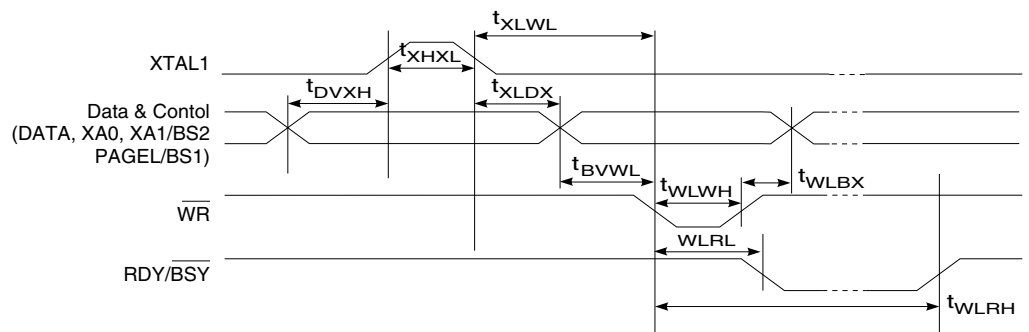 tXLWL
XTAL1
tXHXL
tDVXH
tXLDX
Data & Contol
(DATA, XA0, XA1/BS2
PAGEL/BS1)
tBVWL
tWLWH
tWLBX
WR
WLRL
RDY/BSY
tWLRH